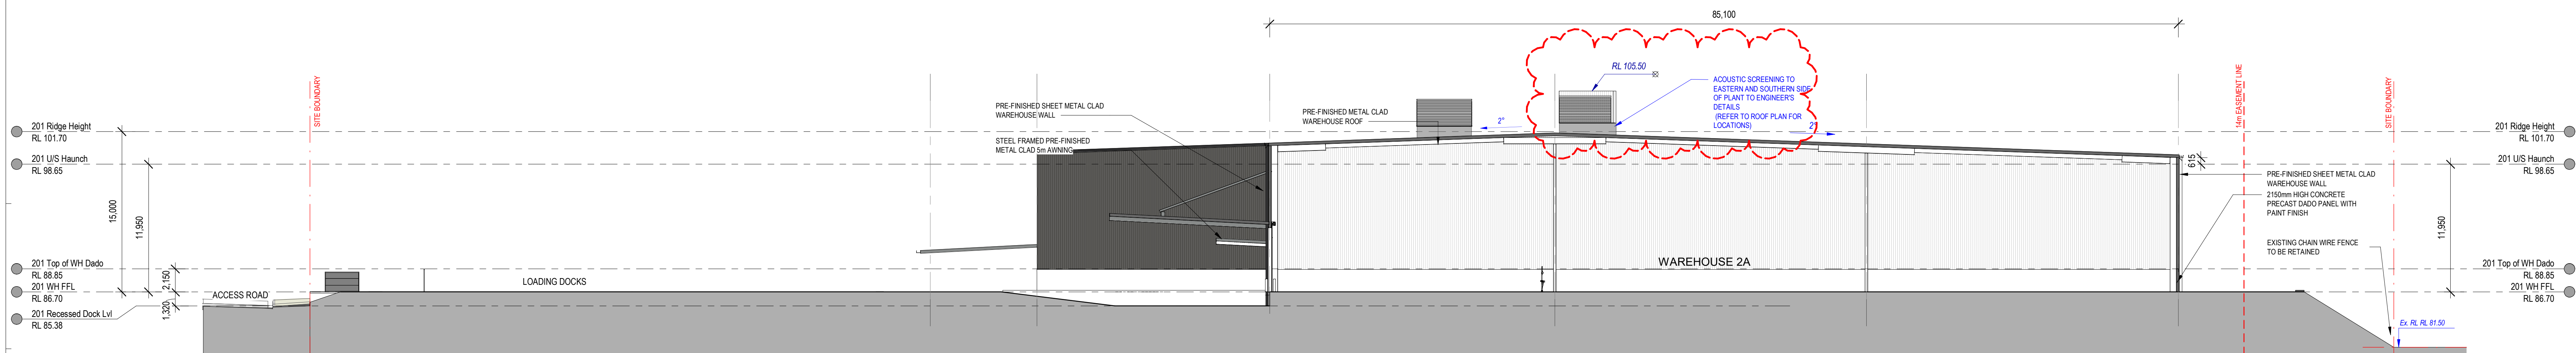 85,100
RL 105.50
ACOUSTIC SCREENING TO
EASTERN AND SOUTHERN SIDE
OF PLANT TO ENGINEER'S
DETAILS
(REFER TO ROOF PLAN FOR
LOCATIONS)
2°
2°
SITE BOUNDARY
PRE-FINISHED SHEET METAL CLAD
WAREHOUSE WALL
STEEL FRAMED PRE-FINISHED
METAL CLAD 5m AWNING
PRE-FINISHED METAL CLAD
WAREHOUSE ROOF
14m EASEMENT LINE
SITE BOUNDARY
201 Ridge Height
RL 101.70
201 U/S Haunch
RL 98.65
15,000
11,950
201 Top of WH Dado
RL 88.85
201 WH FFL
RL 86.70
2,150
1,320
201 Recessed Dock Lvl
RL 85.38
ACCESS ROAD
LOADING DOCKS
WAREHOUSE 2A
615
PRE-FINISHED SHEET METAL CLAD
WAREHOUSE WALL
2150mm HIGH CONCRETE
PRECAST DADO PANEL WITH
PAINT FINISH
EXISTING CHAIN WIRE FENCE
TO BE RETAINED
Ex. RL RL 81.50
11,950
201 Ridge Height
RL 101.70
201 U/S Haunch
RL 98.65
201 Top of WH Dado
RL 88.85
201 WH FFL
RL 86.70